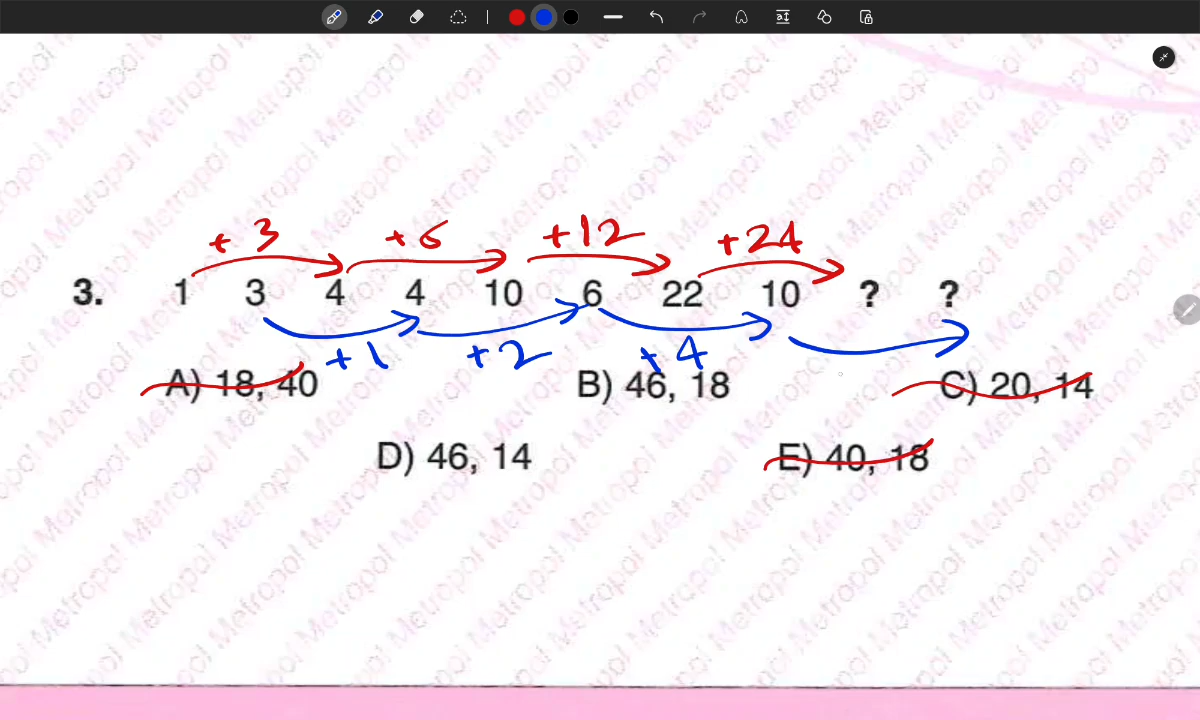 +3 +6 +12 +24
3. 1 3 4 4 10 6 22 10 ? ?
+1 +2 +4
A) 18, 40 B) 46, 18 C) 20, 14
D) 46, 14 E) 40, 18